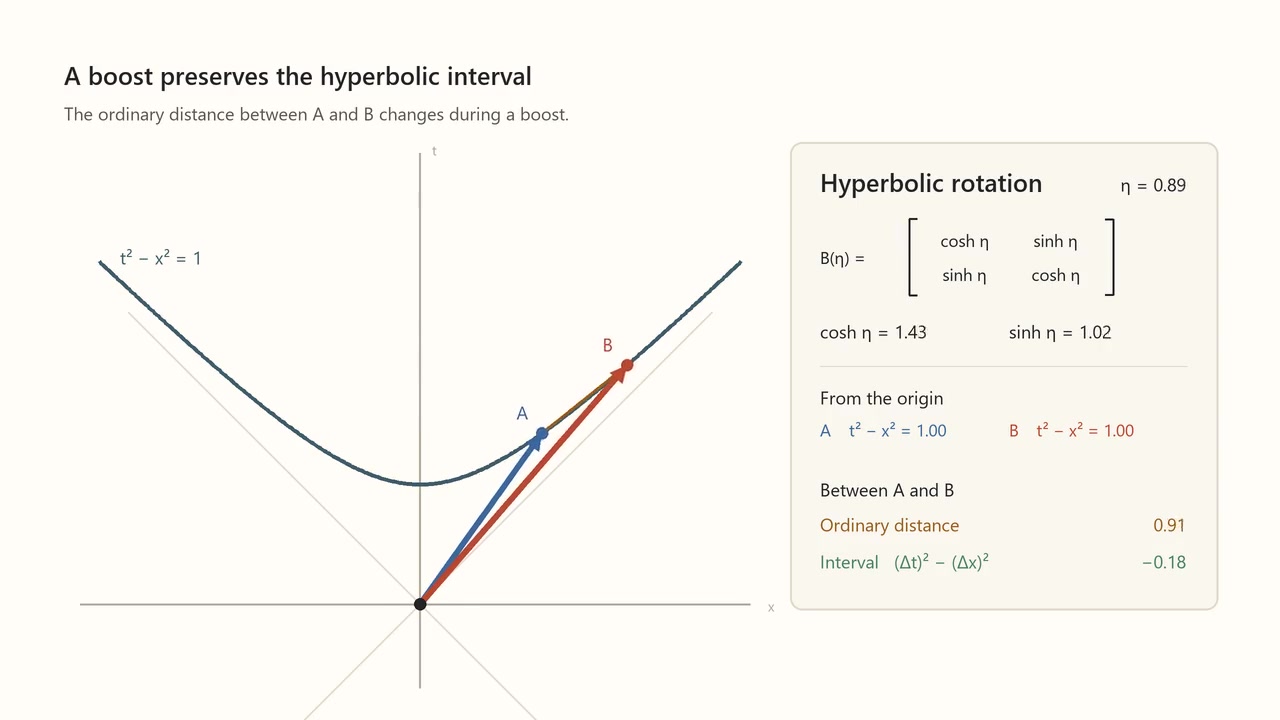 A boost preserves the hyperbolic interval
The ordinary distance between A and B changes during a boost.
t
t² − x² = 1
B
A
x
Hyperbolic rotation η = 0.89
B(η) =
cosh η sinh η
sinh η cosh η
cosh η = 1.43 sinh η = 1.02
From the origin
A t² − x² = 1.00 B t² − x² = 1.00
Between A and B
Ordinary distance 0.91
Interval (Δt)² − (Δx)² −0.18